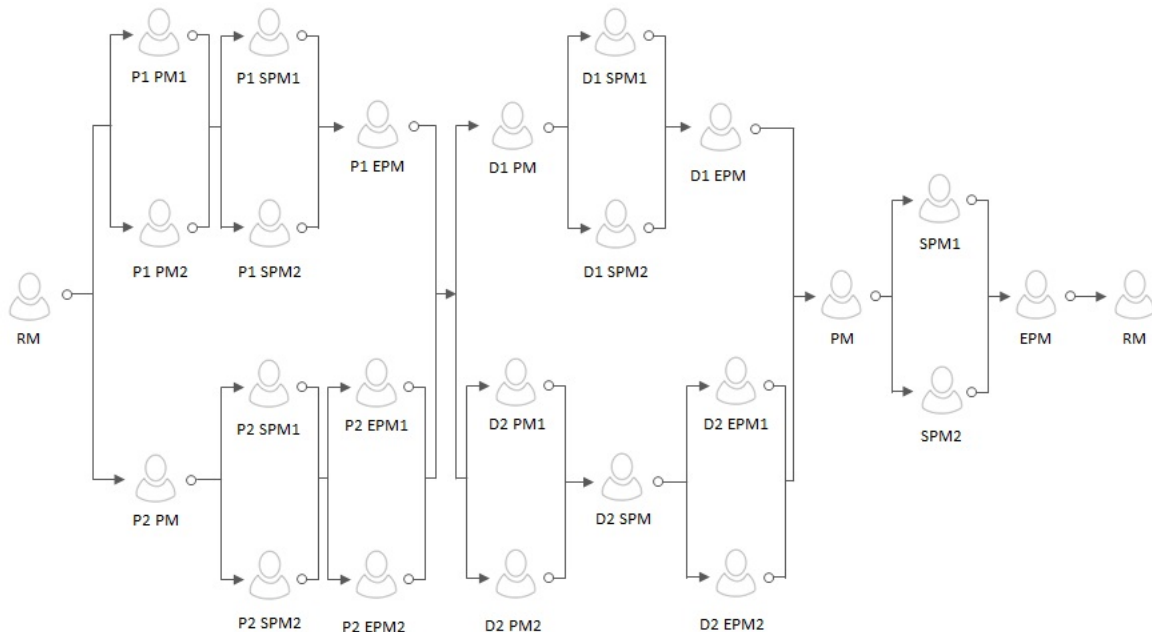 P1 PM1
P1 SPM1
D1 SPM1
P1 EPM
D1 PM
D1 EPM
P1 PM2
P1 SPM2
D1 SPM2
SPM1
RM
PM
EPM
RM
P2 SPM1
P2 EPM1
D2 PM1
D2 EPM1
SPM2
P2 PM
D2 SPM
P2 SPM2
P2 EPM2
D2 PM2
D2 EPM2